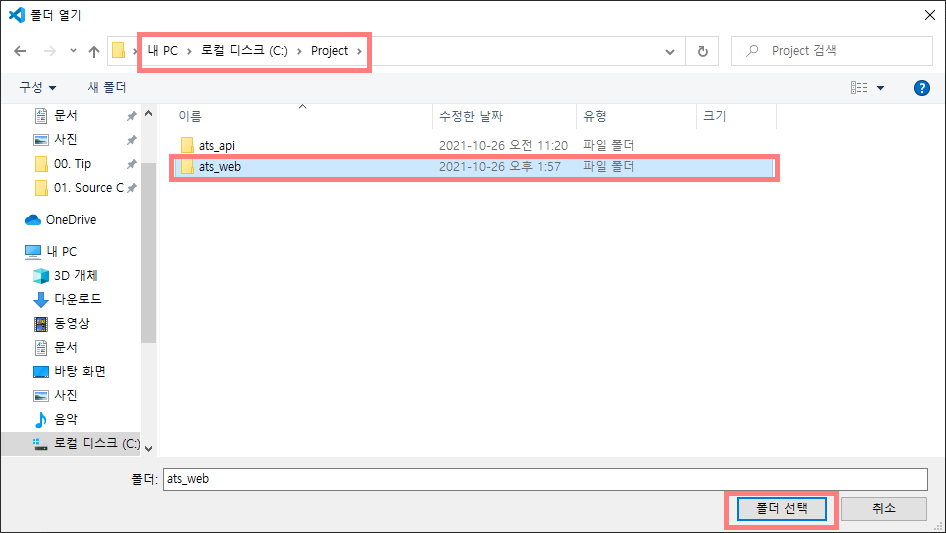 폴더 열기
내 PC > 로컬 디스크 (C:) > Project >
Project 검색
구성
새 폴더
이름 수정한 날짜 유형 크기
ats_api 2021-10-26 오전 11:20 파일 폴더
ats_web 2021-10-26 오후 1:57 파일 폴더
문서
사진
00. Tip
01. Source C
OneDrive
내 PC
3D 개체
다운로드
동영상
문서
바탕 화면
사진
음악
로컬 디스크 (C:)
폴더: ats_web
폴더 선택 취소